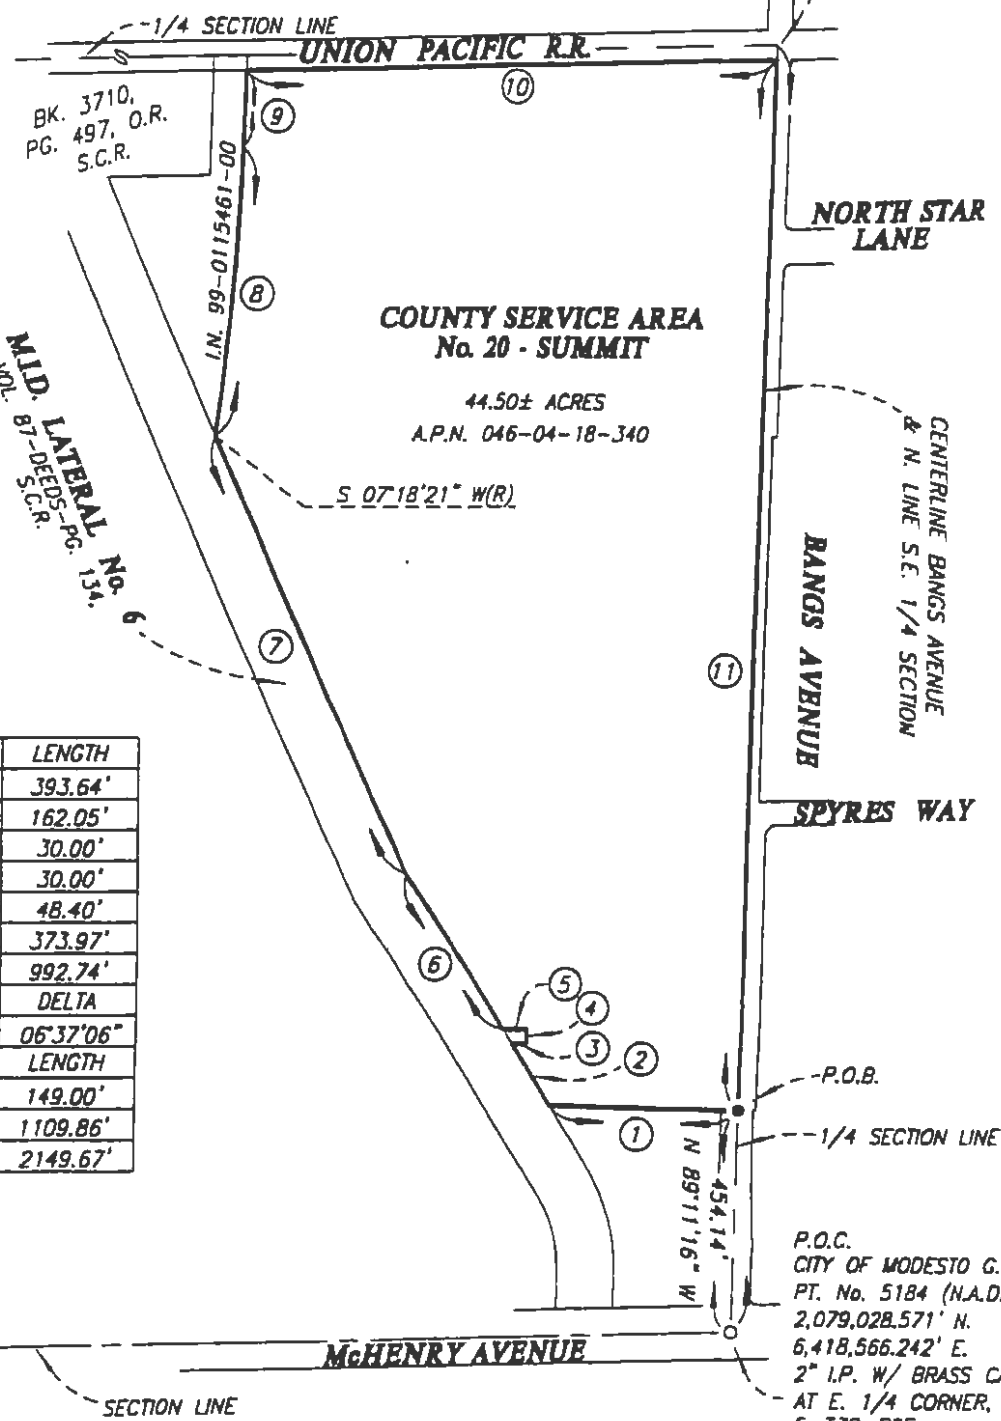 1/4 SECTION LINE
UNION PACIFIC R.R.
10
BK. 3710,
PG. 497, O.R.
S.C.R.
9
I.N. 99-0115461-00
NORTH STAR
LANE
8
COUNTY SERVICE AREA
No. 20 - SUMMIT
44.50± ACRES
A.P.N. 046-04-18-340
S 07°18'21" W(R)
M.I.D. LATERAL No. 6
VOL. 87-DEEDS-PG. 134,
S.C.R.
CENTERLINE BANGS AVENUE
& N. LINE S.E. 1/4 SECTION
BANGS AVENUE
7
11
LENGTH
393.64'
162.05'
30.00'
30.00'
48.40'
373.97'
992.74'
DELTA
06°37'06"
LENGTH
149.00'
1109.86'
2149.67'
SPYRES WAY
6
5
4
3
2
P.O.B.
1
1/4 SECTION LINE
N 89°11'16" W
454.14'
P.O.C.
CITY OF MODESTO G.
PT. No. 5184 (N.A.D.
2,079,028.571' N.
6,418,566.242' E.
2" I.P. W/ BRASS
AT E. 1/4 CORNER,
McHENRY AVENUE
SECTION LINE